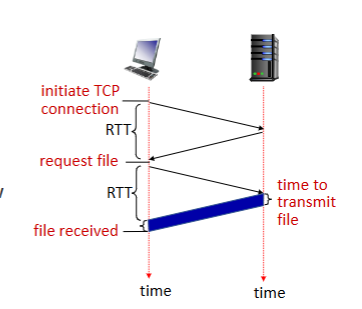 initiate TCP
connection
RTT
request file
RTT
time to
transmit
file
file received
time
time